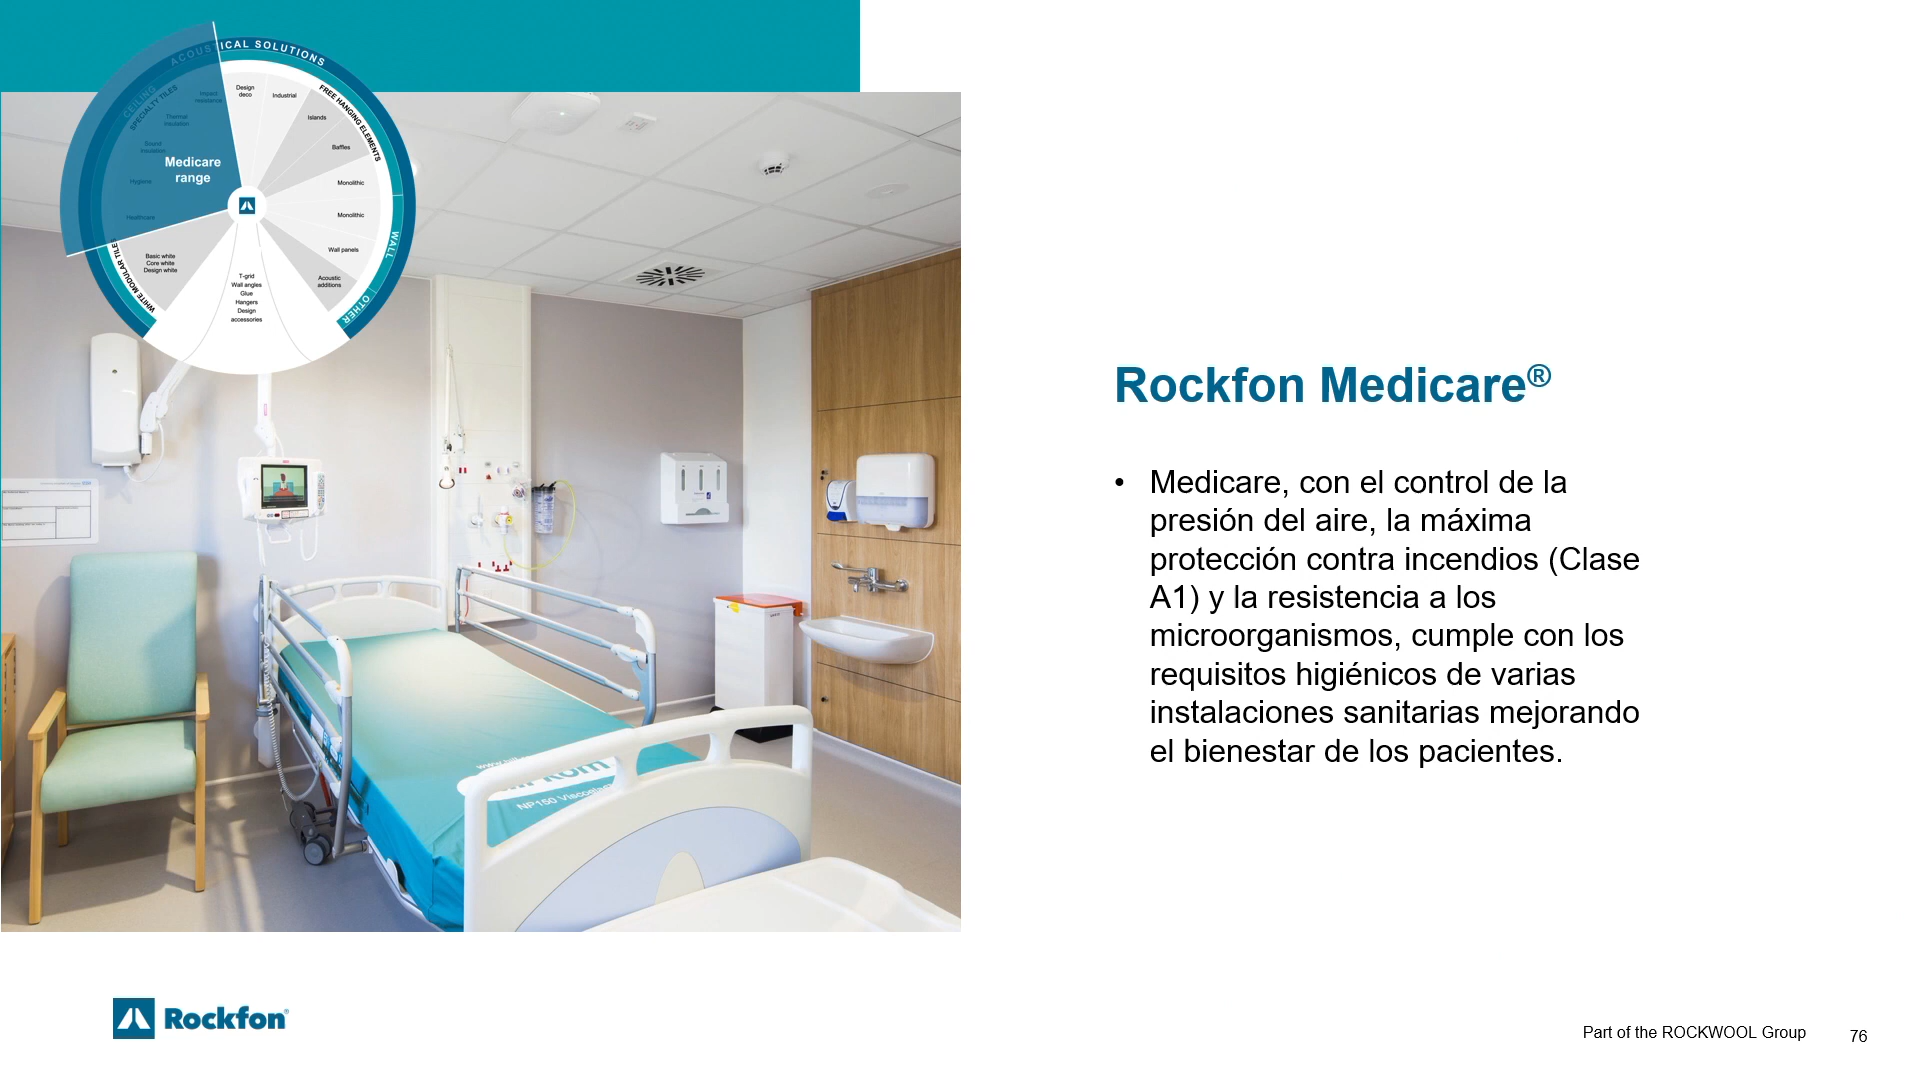 ACOUSTICAL SOLUTIONS
CEILING
SPECIALTY TILES
Impact
resistance
Thermal
insulation
Sound
insulation
Hygiene
Healthcare
Medicare
range
Design
deco
Industrial
FREE HANGING ELEMENTS
Islands
Baffles
Monolithic
Monolithic
WALL
Wall panels
Acoustic
additions
OTHER
WHITE MODULAR TILES
Basic white
Core white
Design white
T-grid
Wall angles
Glue
Hangers
Design
accessories
NP150
Rockfon Medicare®
• Medicare, con el control de la
presión del aire, la máxima
protección contra incendios (Clase
A1) y la resistencia a los
microorganismos, cumple con los
requisitos higiénicos de varias
instalaciones sanitarias mejorando
el bienestar de los pacientes.
Rockfon®
Part of the ROCKWOOL Group
76